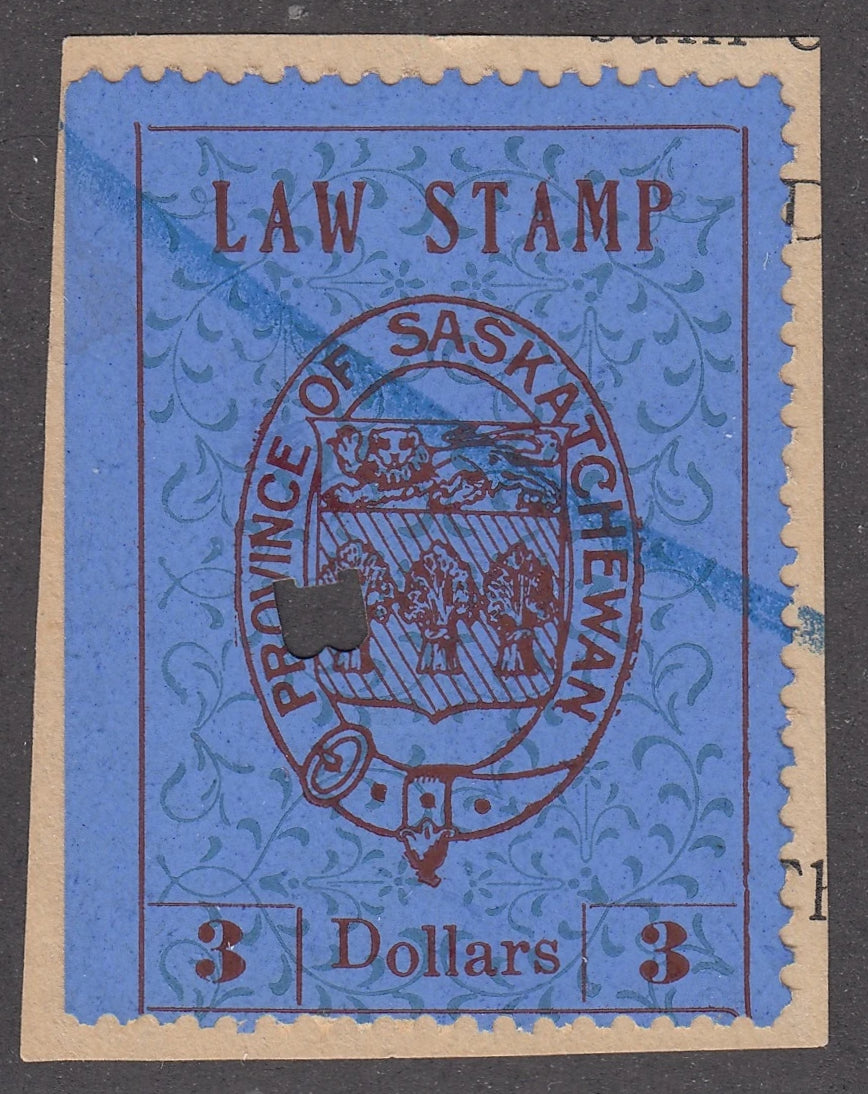 LAW STAMP
PROVINCE OF SASKATCHEWAN
3 Dollars 3